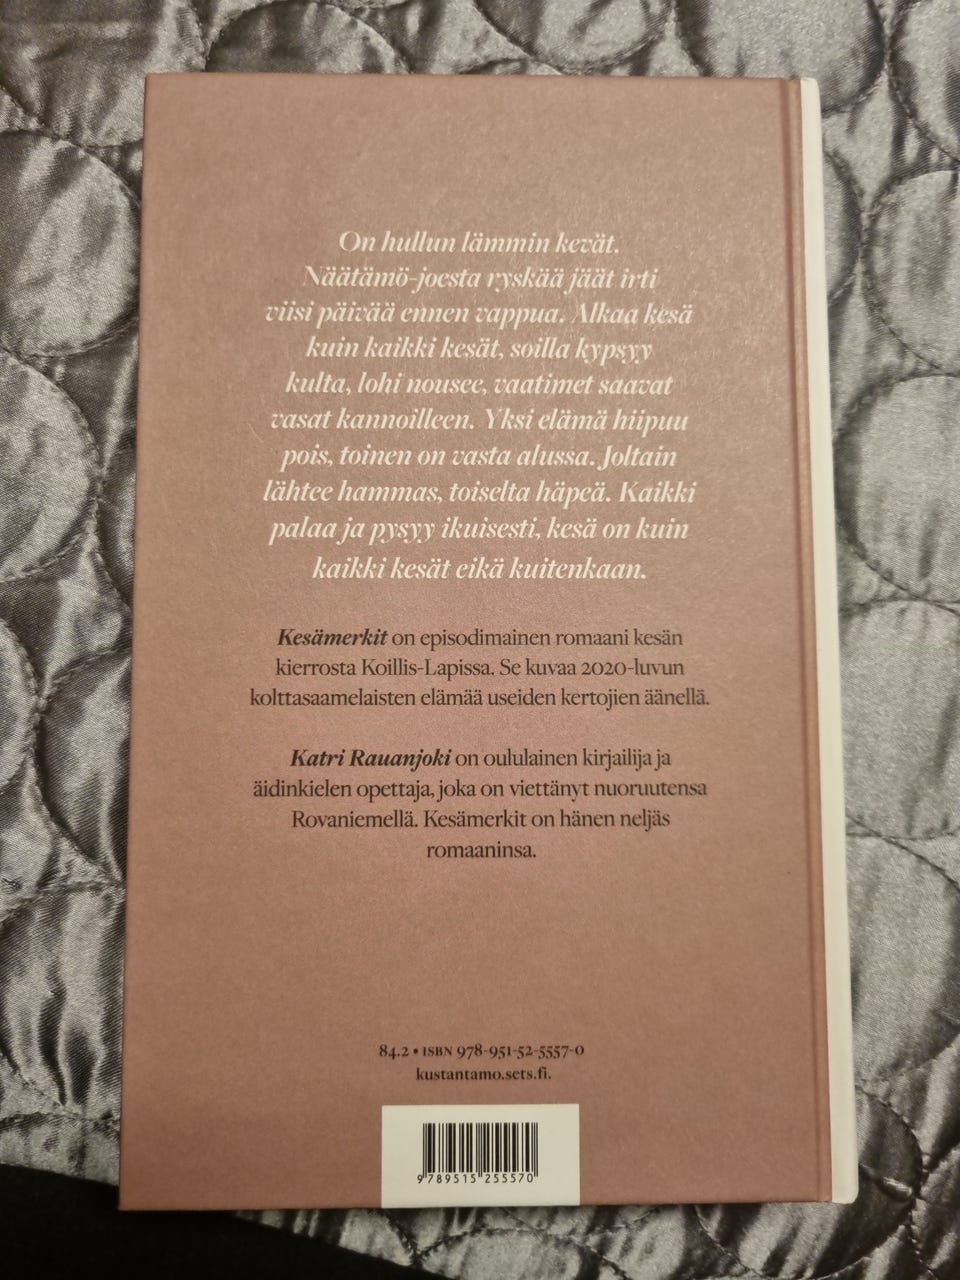 On hullun lämmin kevät.
Näätämö-joesta ryskää jäät irti
viisi päivää ennen vappua. Alkaa kesä
kuin kaikki kesät, soilla kypsyy
kulta, lohi nousee, vaatimet saavat
vasat kannoilleen. Yksi elämä hiipuu
pois, toinen on vasta alussa. Joltain
lähtee hammas, toiselta häpeä. Kaikki
palaa ja pysyy ikuisesti, kesä on kuin
kaikki kesät eikä kuitenkaan.
Kesämerkit on episodimainen romaani kesän
kierrosta Koillis-Lapissa. Se kuvaa 2020-luvun
kolttasaamelaisten elämää useiden kertojien äänellä.
Katri Rauanjoki on oululainen kirjailija ja
äidinkielen opettaja, joka on viettänyt nuoruutensa
Rovaniemellä. Kesämerkit on hänen neljäs
romaaninsa.
84.2 • ISBN 978-951-52-5557-0
kustantamo.sets.fi.
9 789515 255570